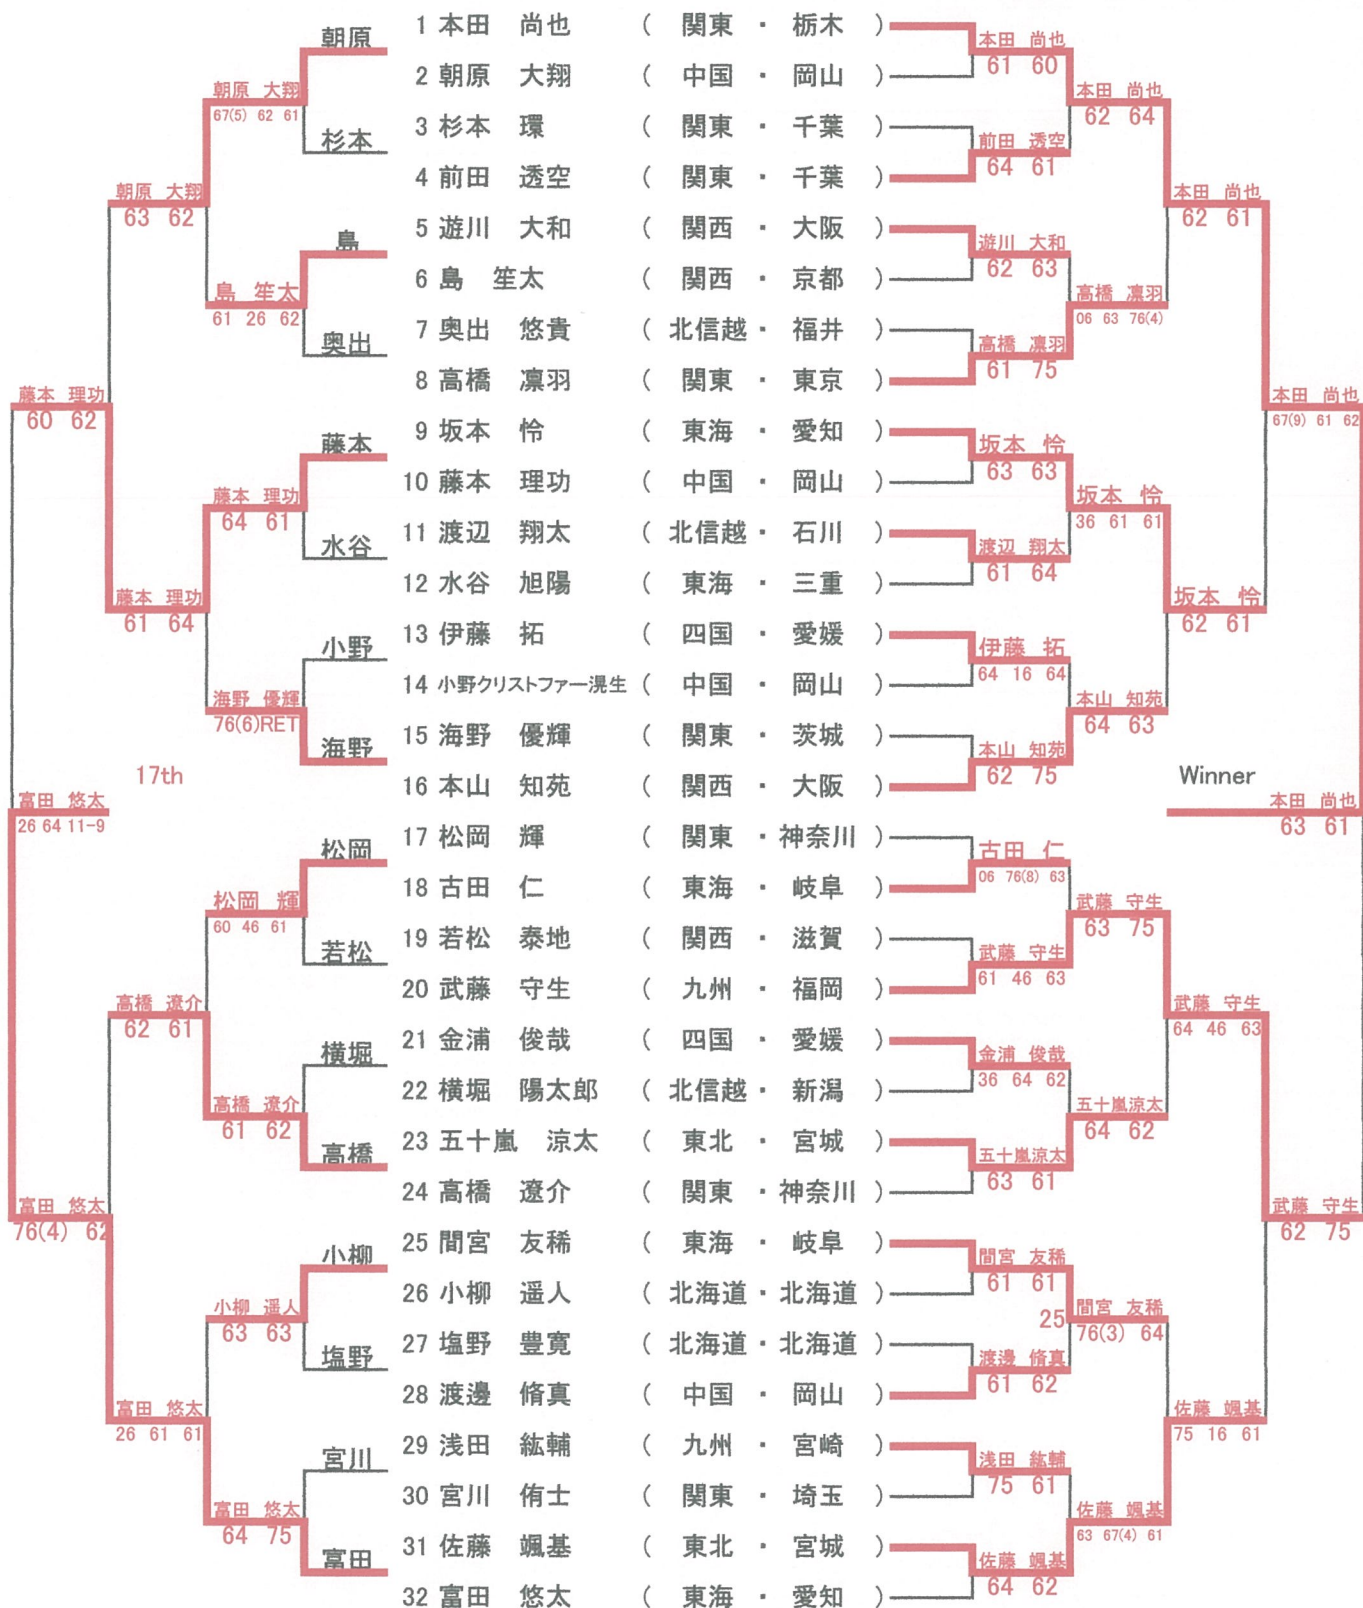 朝原
朝原 大翔
67(5) 62 61
杉本
朝原 大翔
63 62
島
島 笙太
61 26 62
奥出
藤本 理功
60 62
藤本
藤本 理功
64 61
水谷
藤本 理功
61 64
小野
海野 優輝
76(6)RET
海野
17th
富田 悠太
26 64 11-9
松岡
松岡 輝
60 46 61
若松
高橋 遼介
62 61
横堀
高橋 遼介
61 62
高橋
富田 悠太
76(4) 62
小柳
小柳 遥人
63 63
塩野
富田 悠太
26 61 61
宮川
富田 悠太
64 75
富田
1 本田 尚也 ( 関東 ・ 栃木 )
2 朝原 大翔 ( 中国 ・ 岡山 )
3 杉本 環 ( 関東 ・ 千葉 )
4 前田 透空 ( 関東 ・ 千葉 )
5 遊川 大和 ( 関西 ・ 大阪 )
6 島 笙太 ( 関西 ・ 京都 )
7 奥出 悠貴 ( 北信越 ・ 福井 )
8 高橋 凛羽 ( 関東 ・ 東京 )
9 坂本 怜 ( 東海 ・ 愛知 )
10 藤本 理功 ( 中国 ・ 岡山 )
11 渡辺 翔太 ( 北信越 ・ 石川 )
12 水谷 旭陽 ( 東海 ・ 三重 )
13 伊藤 拓 ( 四国 ・ 愛媛 )
14 小野クリストファー滉生 ( 中国 ・ 岡山 )
15 海野 優輝 ( 関東 ・ 茨城 )
16 本山 知苑 ( 関西 ・ 大阪 )
17 松岡 輝 ( 関東 ・ 神奈川 )
18 古田 仁 ( 東海 ・ 岐阜 )
19 若松 泰地 ( 関西 ・ 滋賀 )
20 武藤 守生 ( 九州 ・ 福岡 )
21 金浦 俊哉 ( 四国 ・ 愛媛 )
22 横堀 陽太郎 ( 北信越 ・ 新潟 )
23 五十嵐 涼太 ( 東北 ・ 宮城 )
24 高橋 遼介 ( 関東 ・ 神奈川 )
25 間宮 友稀 ( 東海 ・ 岐阜 )
26 小柳 遥人 ( 北海道 ・ 北海道 )
27 塩野 豊寛 ( 北海道 ・ 北海道 )
28 渡邊 脩真 ( 中国 ・ 岡山 )
29 浅田 紘輔 ( 九州 ・ 宮崎 )
30 宮川 侑士 ( 関東 ・ 埼玉 )
31 佐藤 颯基 ( 東北 ・ 宮城 )
32 富田 悠太 ( 東海 ・ 愛知 )
本田 尚也
61 60
本田 尚也
62 64
前田 透空
64 61
本田 尚也
62 61
遊川 大和
62 63
高橋 凛羽
06 63 76(4)
高橋 凛羽
61 75
本田 尚也
67(9) 61 62
坂本 怜
63 63
坂本 怜
36 61 61
渡辺 翔太
61 64
坂本 怜
62 61
伊藤 拓
64 16 64
本山 知苑
64 63
本山 知苑
62 75
Winner
本田 尚也
63 61
古田 仁
06 76(8) 63
武藤 守生
63 75
武藤 守生
61 46 63
武藤 守生
64 46 63
金浦 俊哉
36 64 62
五十嵐涼太
64 62
五十嵐涼太
63 61
武藤 守生
62 75
間宮 友稀
61 61
25
間宮 友稀
76(3) 64
渡邊 脩真
61 62
佐藤 颯基
75 16 61
浅田 紘輔
75 61
佐藤 颯基
63 67(4) 61
佐藤 颯基
64 62